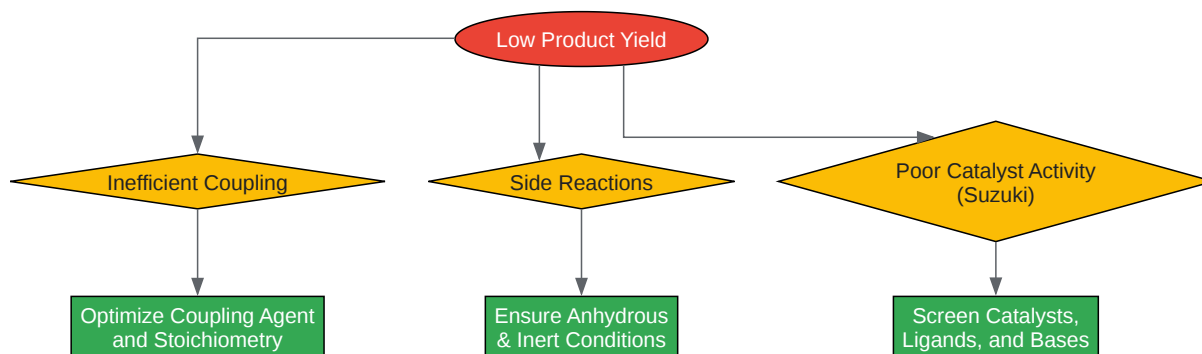 Low Product Yield
Inefficient Coupling
Side Reactions
Poor Catalyst Activity
(Suzuki)
Optimize Coupling Agent
and Stoichiometry
Ensure Anhydrous
& Inert Conditions
Screen Catalysts,
Ligands, and Bases